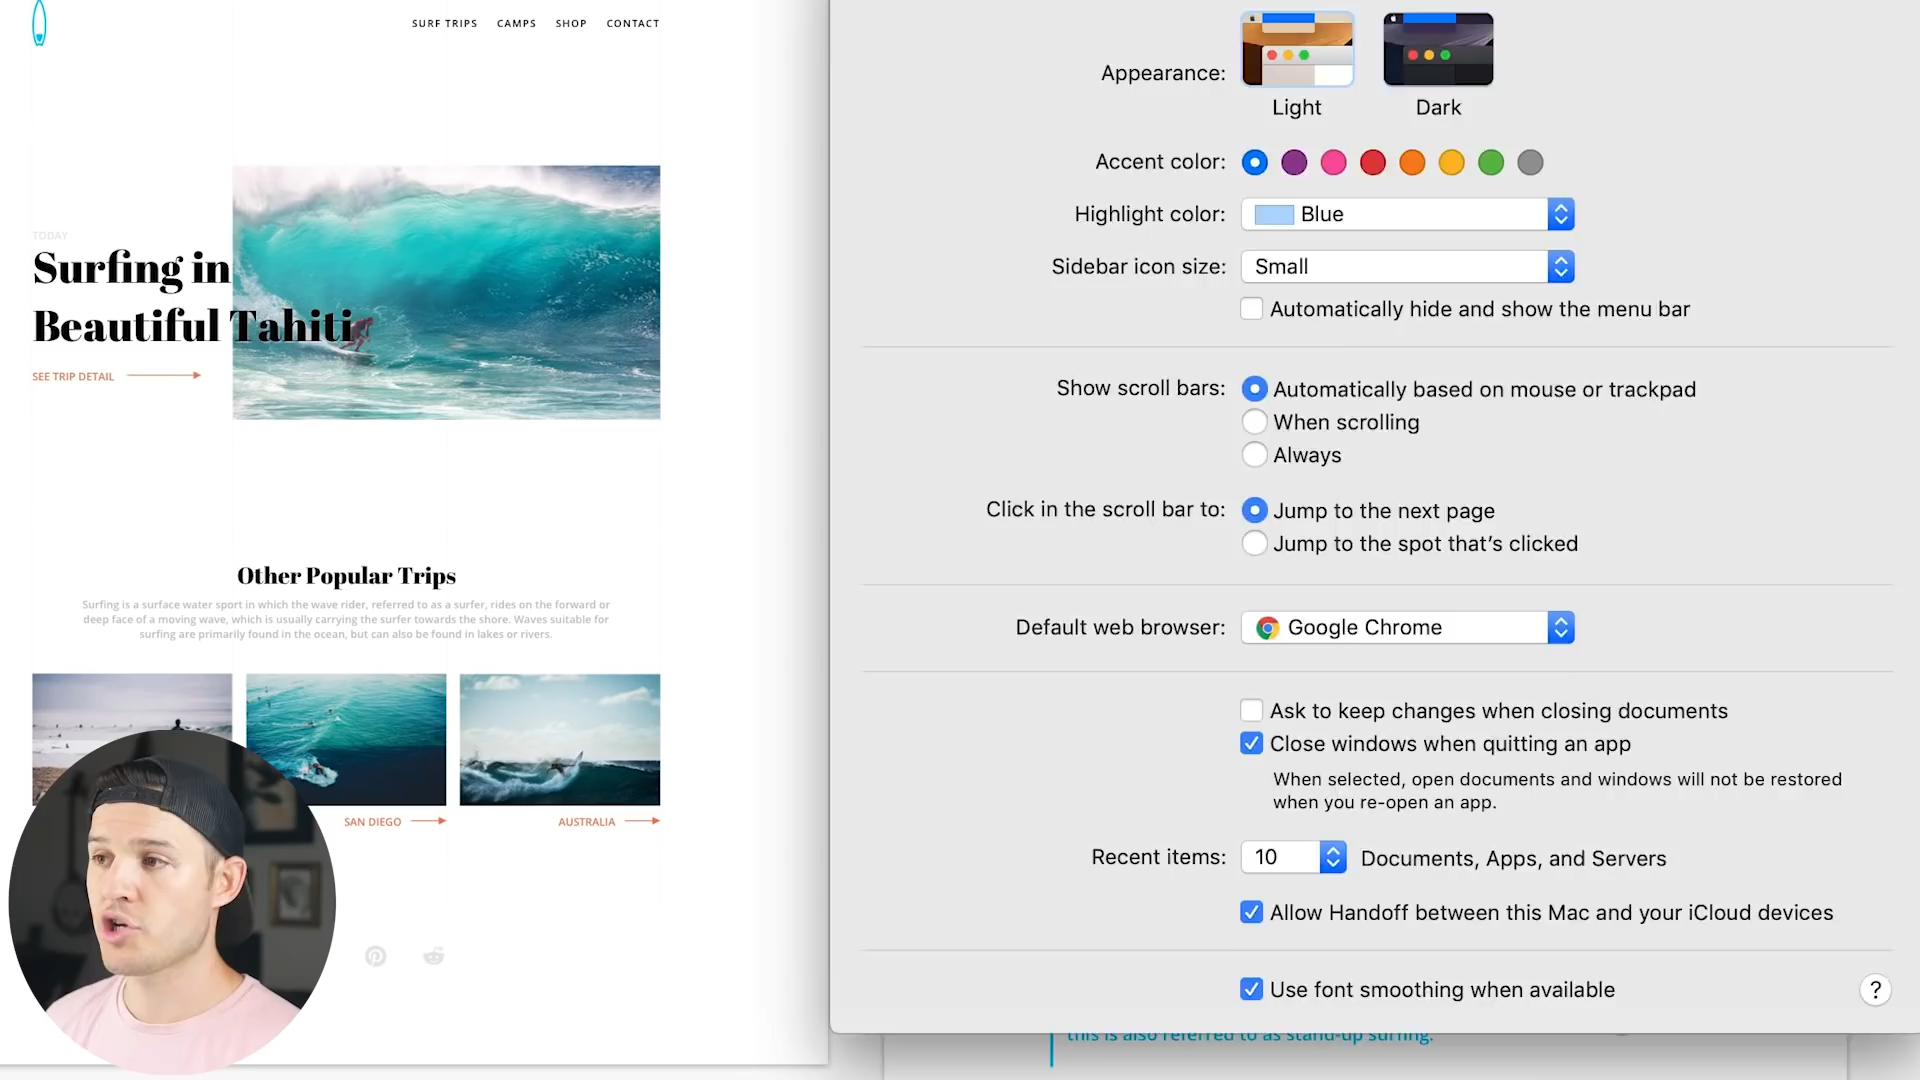 SURF TRIPS CAMPS SHOP CONTACT
TODAY
Surfing in
Beautiful Tahiti
SEE TRIP DETAIL
Other Popular Trips
Surfing is a surface water sport in which the wave rider, referred to as a surfer, rides on the forward or
deep face of a moving wave, which is usually carrying the surfer towards the shore. Waves suitable for
surfing are primarily found in the ocean, but can also be found in lakes or rivers.
SAN DIEGO
AUSTRALIA
Appearance:
Light
Dark
Accent color:
Highlight color: Blue
Sidebar icon size: Small
Automatically hide and show the menu bar
Show scroll bars: Automatically based on mouse or trackpad
When scrolling
Always
Click in the scroll bar to: Jump to the next page
Jump to the spot that's clicked
Default web browser: Google Chrome
Ask to keep changes when closing documents
Close windows when quitting an app
When selected, open documents and windows will not be restored
when you re-open an app.
Recent items: 10 Documents, Apps, and Servers
Allow Handoff between this Mac and your iCloud devices
Use font smoothing when available
?
this is also referred to as stand-up surfing.